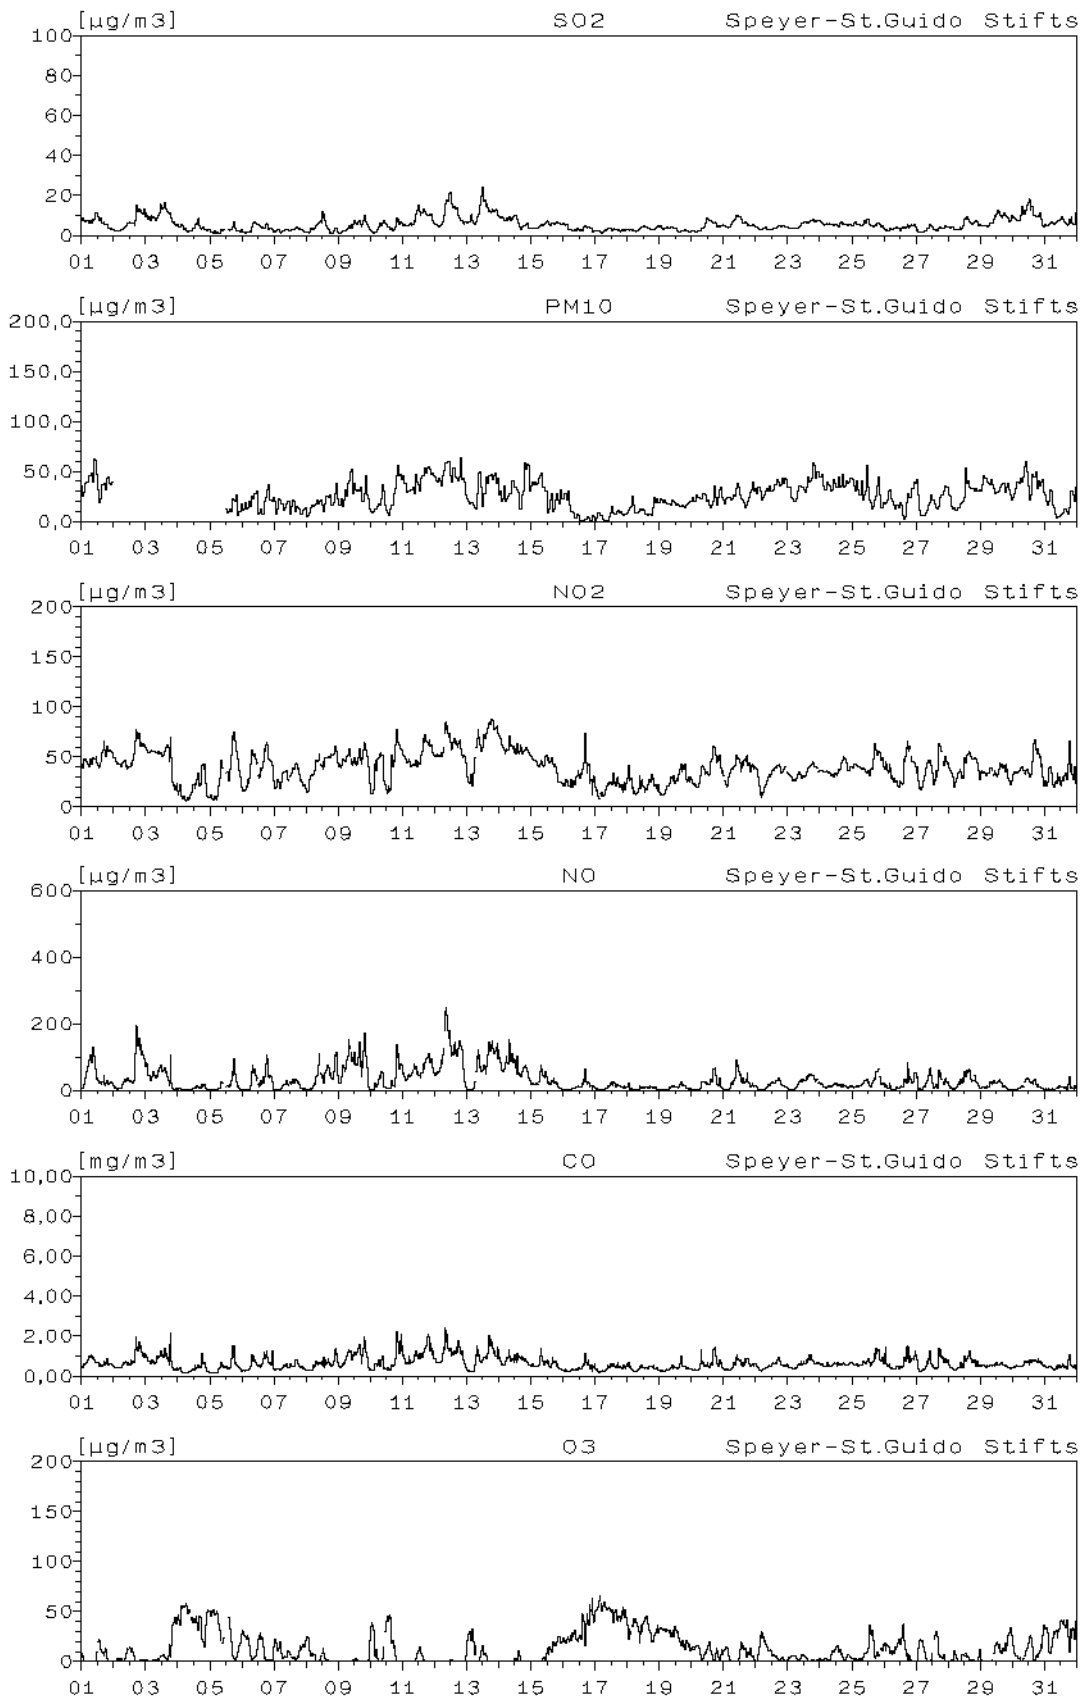 [µg/m3] SO2 Speyer-St.Guido Stifts
100
80
60
40
20
0
01 03 05 07 09 11 13 15 17 19 21 23 25 27 29 31
[µg/m3] PM10 Speyer-St.Guido Stifts
200,0
150,0
100,0
50,0
0,0
01 03 05 07 09 11 13 15 17 19 21 23 25 27 29 31
[µg/m3] NO2 Speyer-St.Guido Stifts
200
150
100
50
0
01 03 05 07 09 11 13 15 17 19 21 23 25 27 29 31
[µg/m3] NO Speyer-St.Guido Stifts
600
400
200
0
01 03 05 07 09 11 13 15 17 19 21 23 25 27 29 31
[mg/m3] CO Speyer-St.Guido Stifts
10,00
8,00
6,00
4,00
2,00
0,00
01 03 05 07 09 11 13 15 17 19 21 23 25 27 29 31
[µg/m3] O3 Speyer-St.Guido Stifts
200
150
100
50
0
01 03 05 07 09 11 13 15 17 19 21 23 25 27 29 31